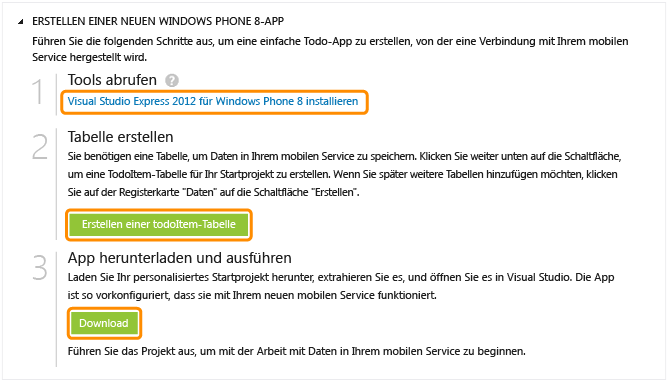 ERSTELLEN EINER NEUEN WINDOWS PHONE 8-APP
Führen Sie die folgenden Schritte aus, um eine einfache Todo-App zu erstellen, von der eine Verbindung mit Ihrem mobilen
Service hergestellt wird.
1 Tools abrufen ?
Visual Studio Express 2012 für Windows Phone 8 installieren
2 Tabelle erstellen
Sie benötigen eine Tabelle, um Daten in Ihrem mobilen Service zu speichern. Klicken Sie weiter unten auf die Schaltfläche,
um eine TodoItem-Tabelle für Ihr Startprojekt zu erstellen. Wenn Sie später weitere Tabellen hinzufügen möchten, klicken
Sie auf der Registerkarte "Daten" auf die Schaltfläche "Erstellen".
Erstellen einer todoItem-Tabelle
3 App herunterladen und ausführen
Laden Sie Ihr personalisiertes Startprojekt herunter, extrahieren Sie es, und öffnen Sie es in Visual Studio. Die App
ist so vorkonfiguriert, dass sie mit Ihrem neuen mobilen Service funktioniert.
Download
Führen Sie das Projekt aus, um mit der Arbeit mit Daten in Ihrem mobilen Service zu beginnen.